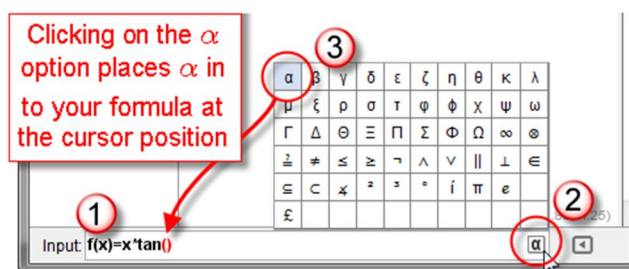 Clicking on the α
option places α in
to your formula at
the cursor position
3
α β γ δ ε ζ η θ κ λ
μ ξ ρ σ τ φ ϕ χ ψ ω
Γ Δ Θ Ξ Π Σ Φ Ω ∞ ⊗
≟ ≠ ≤ ≥ ¬ ∧ ∨ ∥ ⊥ ∈
⊆ ⊂ ∡ ² ³ ° í π e
£
1
2
25)
Input: f(x)=x*tan()
α